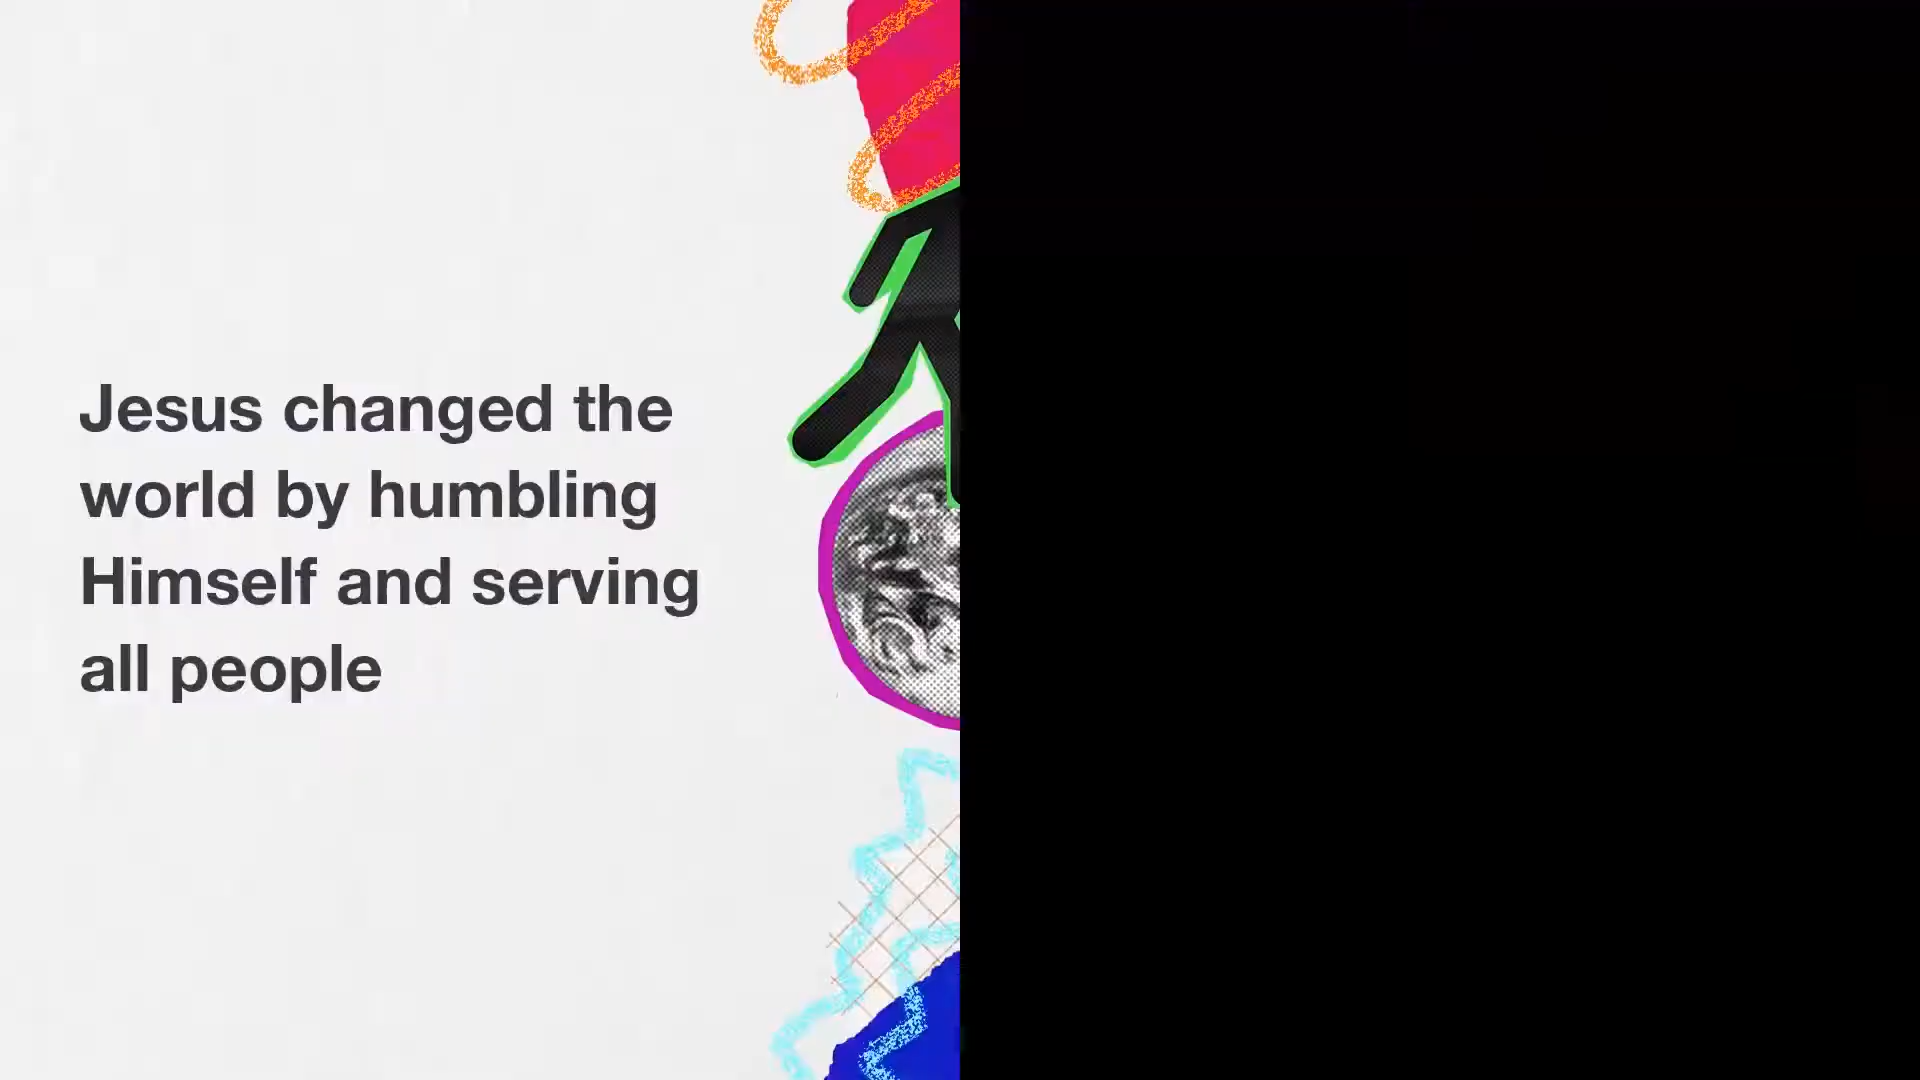 Jesus changed the
world by humbling
Himself and serving
all people